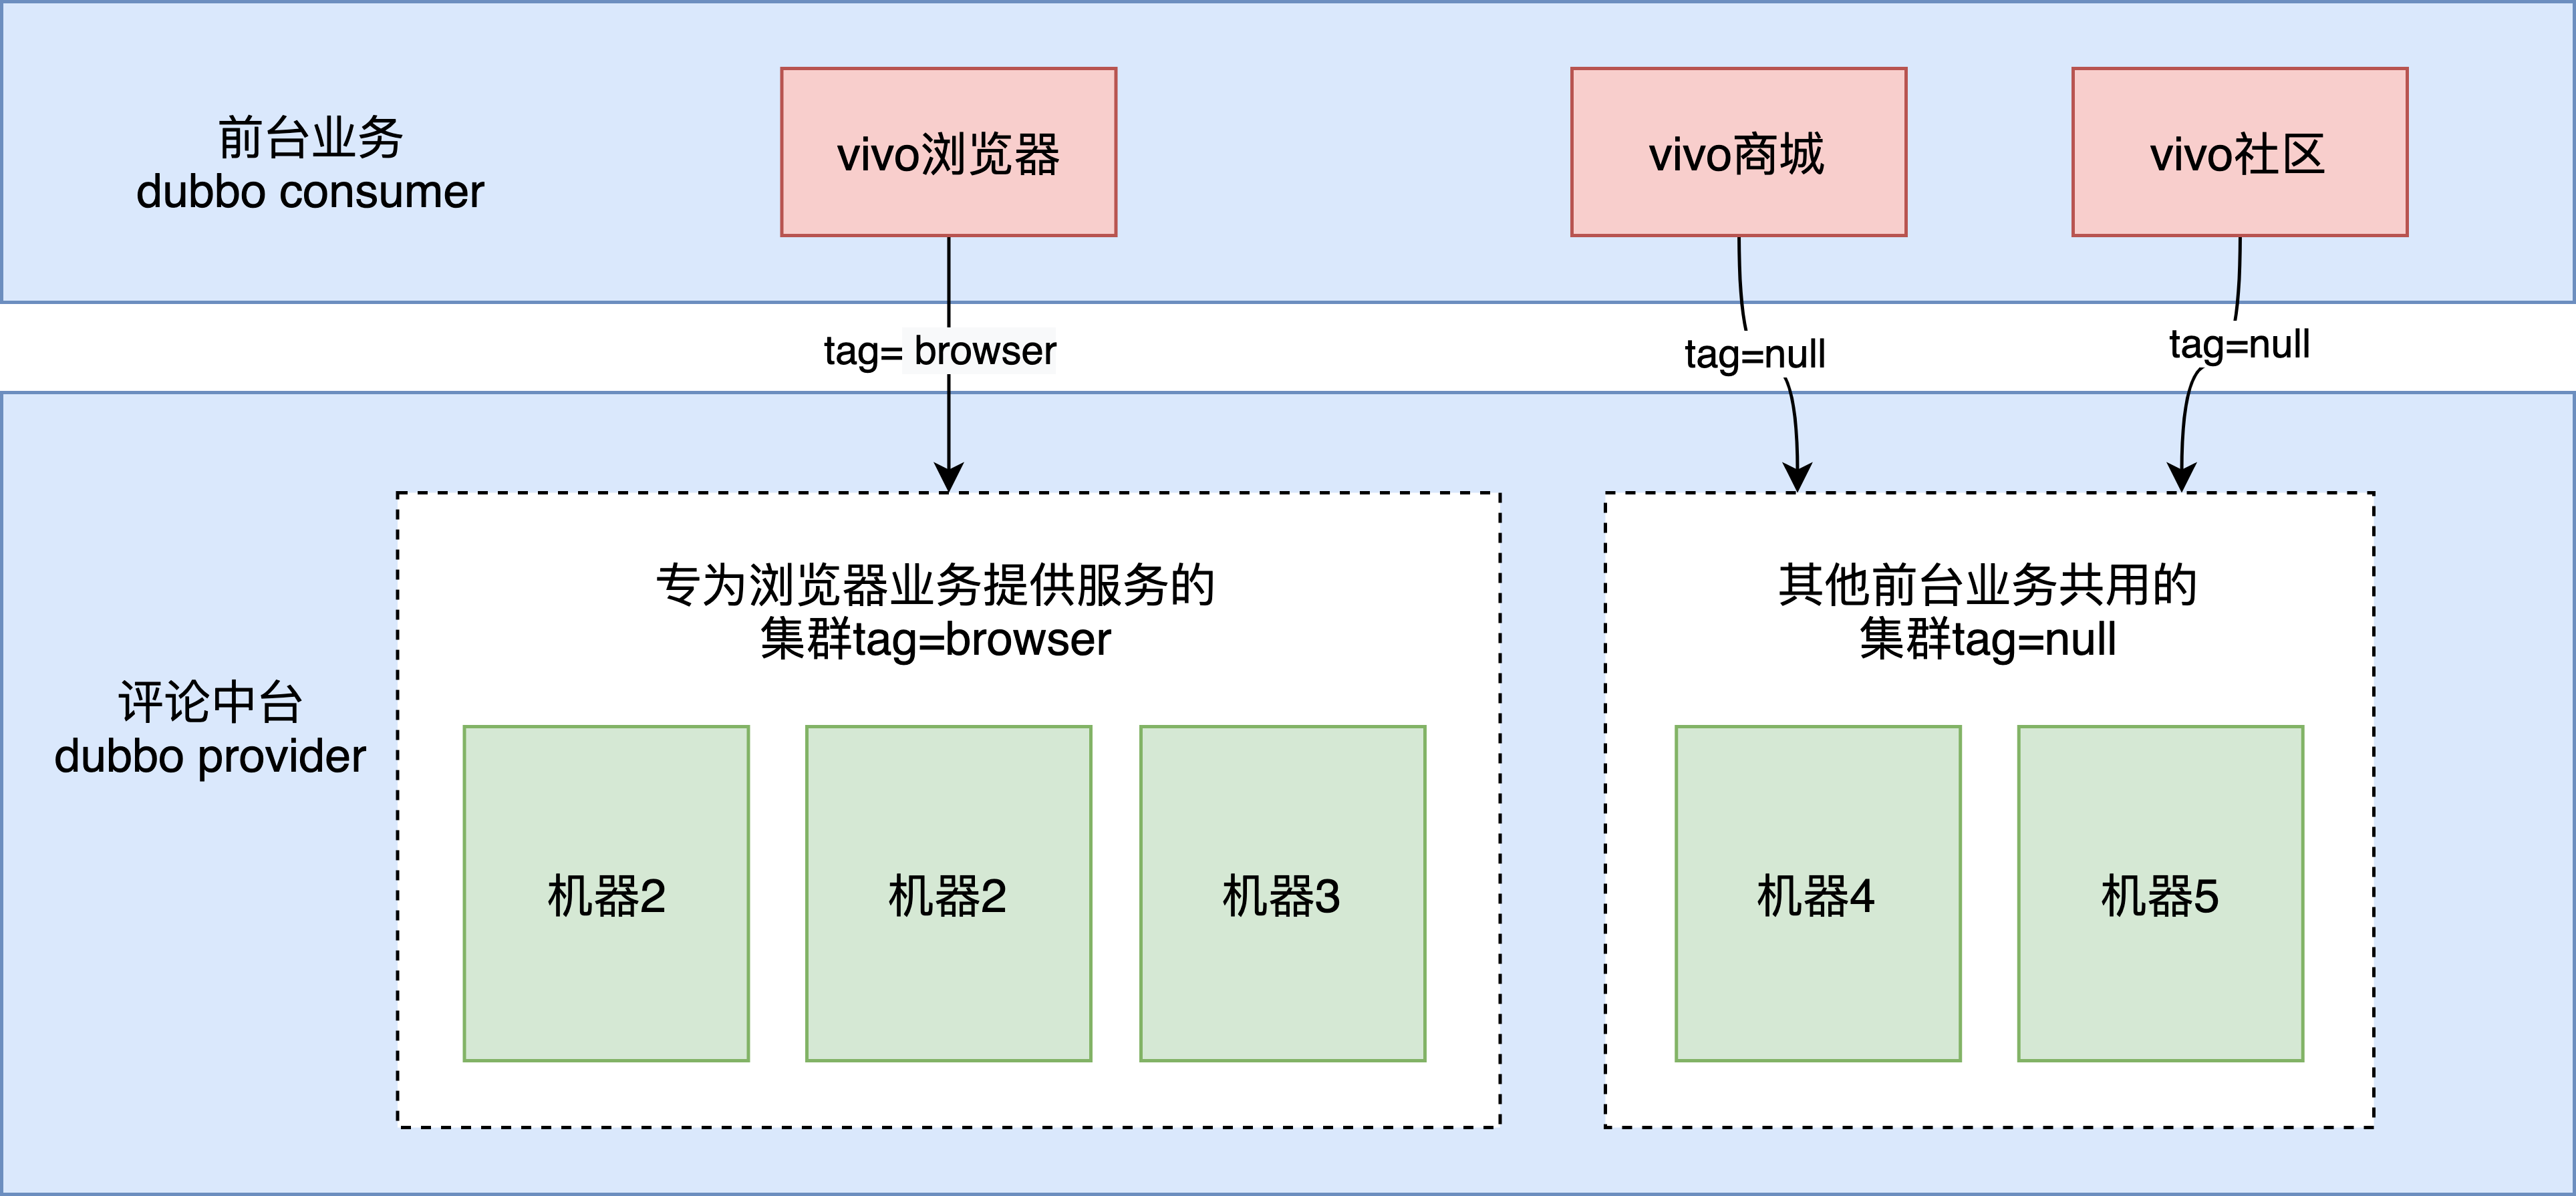 前台业务
dubbo consumer
vivo浏览器
vivo商城
vivo社区
tag= browser
tag=null
tag=null
评论中台
dubbo provider
专为浏览器业务提供服务的
集群tag=browser
机器2
机器2
机器3
其他前台业务共用的
集群tag=null
机器4
机器5